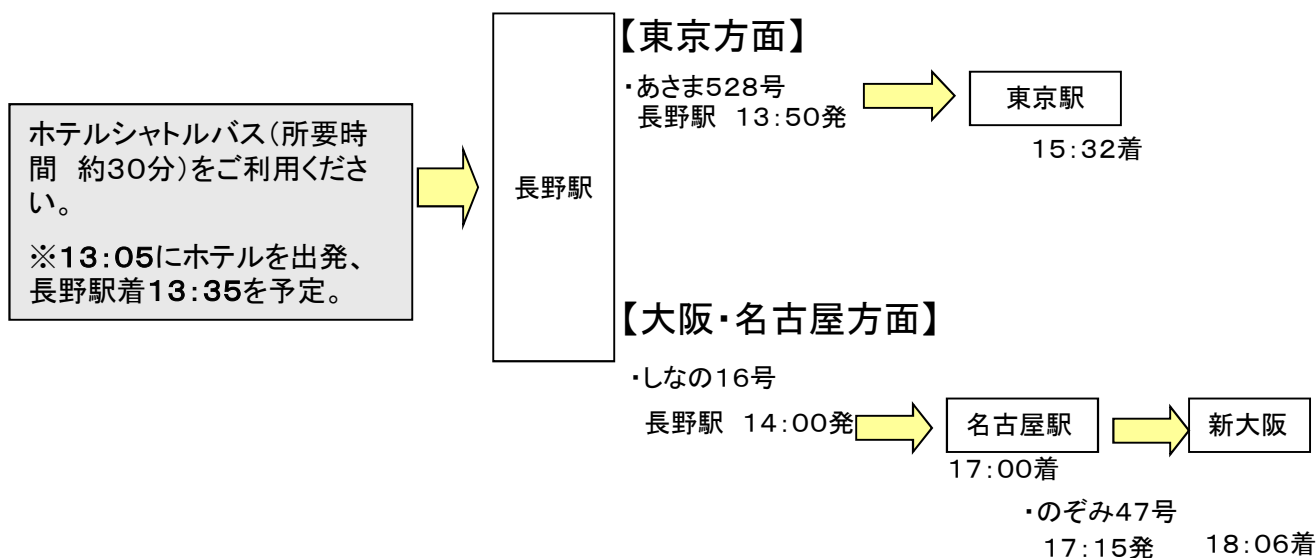 ホテルシャトルバス（所要時
間　約３０分）をご利用くださ
い。
※１３：０５にホテルを出発、
長野駅着１３：３５を予定。
長野駅
【東京方面】
・あさま５２８号
長野駅　１３：５０発
東京駅
１５：３２着
【大阪・名古屋方面】
・しなの１６号
長野駅　１４：００発
名古屋駅
１７：００着
・のぞみ４７号
１７：１５発
新大阪
１８：０６着